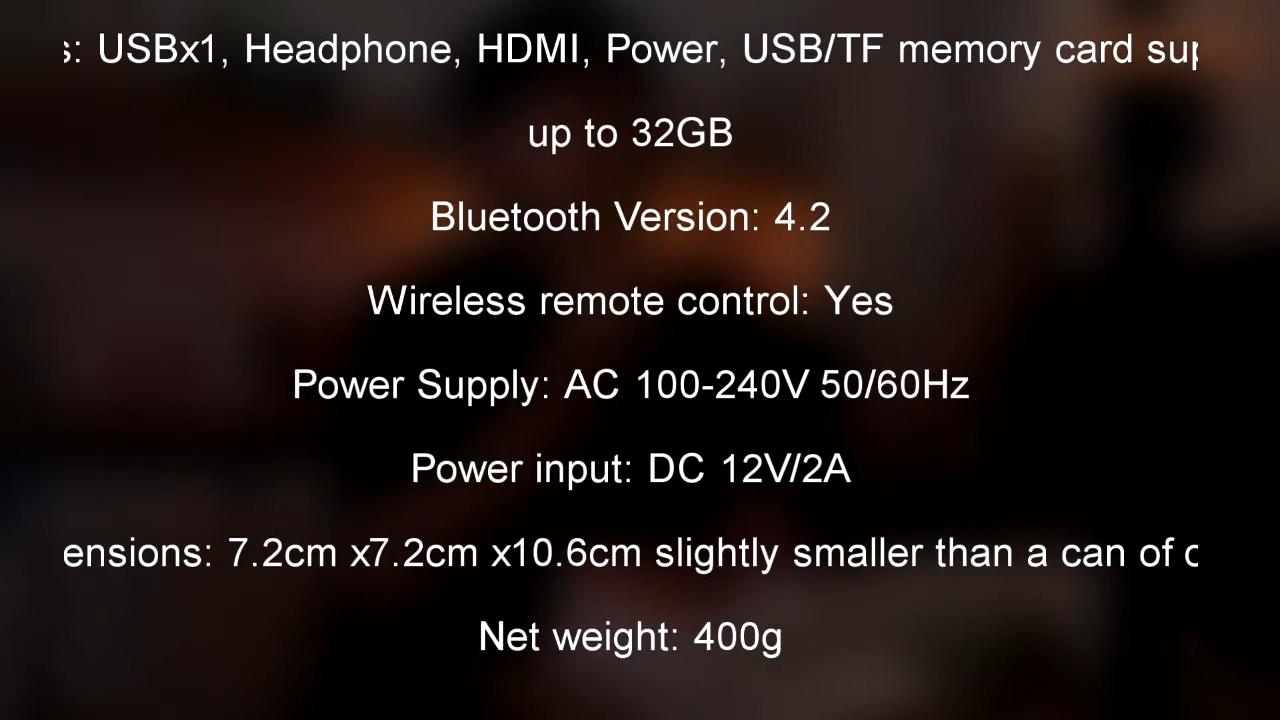 s: USBx1, Headphone, HDMI, Power, USB/TF memory card sup
up to 32GB
Bluetooth Version: 4.2
Wireless remote control: Yes
Power Supply: AC 100-240V 50/60Hz
Power input: DC 12V/2A
ensions: 7.2cm x7.2cm x10.6cm slightly smaller than a can of c
Net weight: 400g